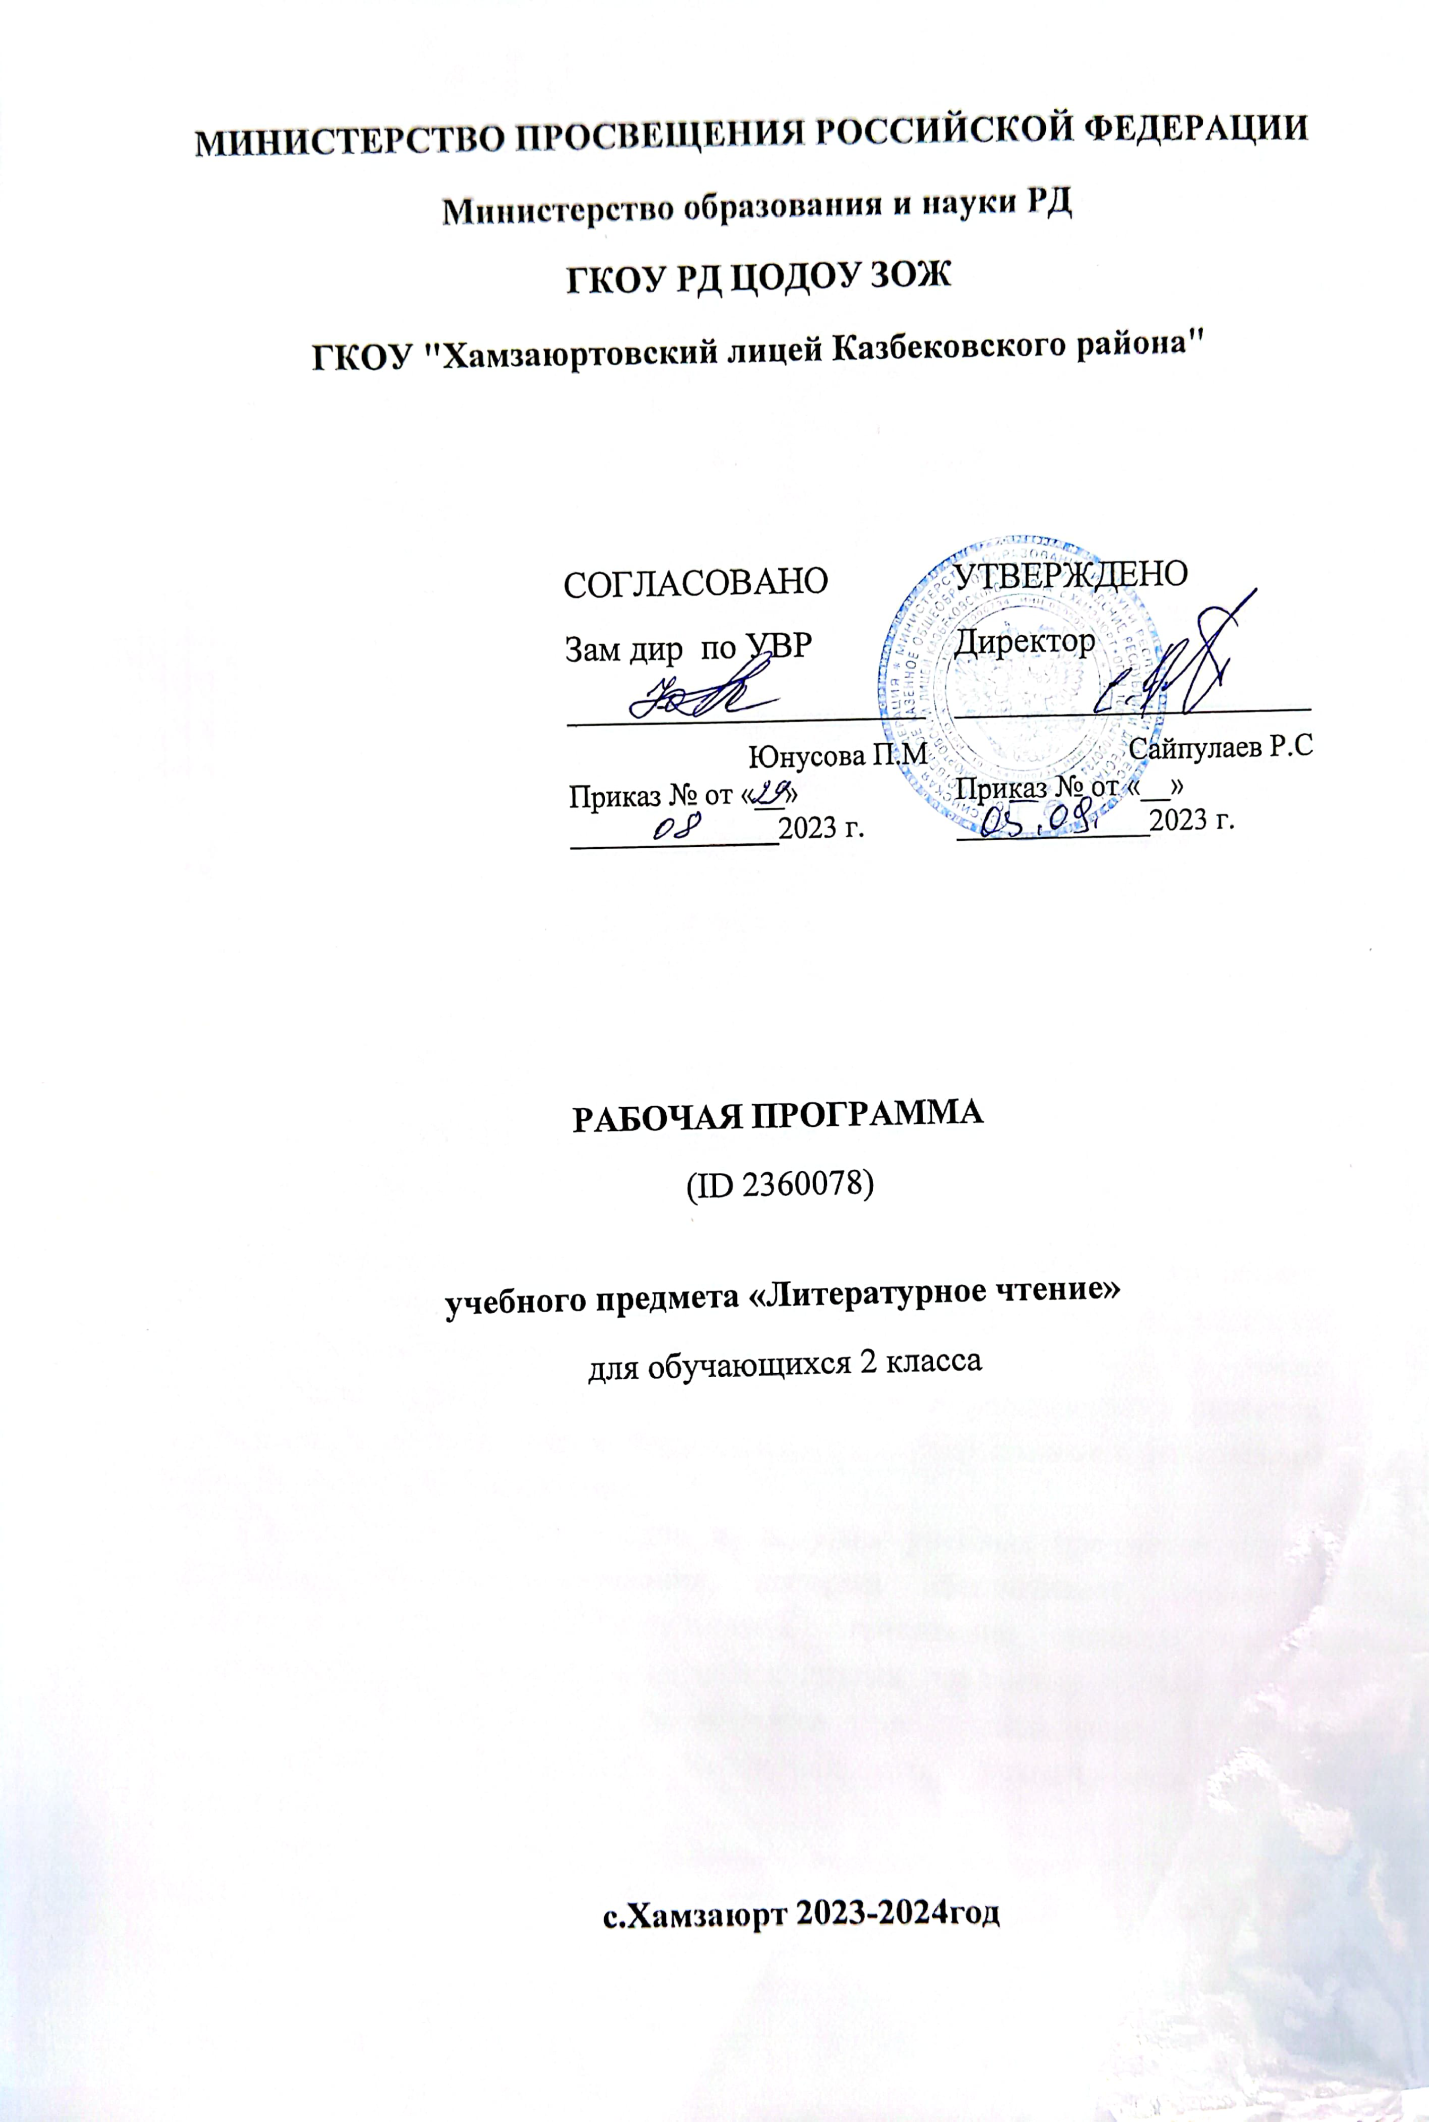 МИНИСТЕРСТВО ПРОСВЕЩЕНИЯ РОССИЙСКОЙ ФЕДЕРАЦИИ
Министерство образования и науки РД
ГКОУ РД ЦОДОУ ЗОЖ
ГКОУ "Хамзаюртовский лицей Казбековского района"
СОГЛАСОВАНО
Зам дир по УВР
Юнусова П.М
Приказ № от «29»
08 2023 г.
УТВЕРЖДЕНО
Директор
Сайпулаев Р.С
Приказ № от «__»
05.09. 2023 г.
РАБОЧАЯ ПРОГРАММА
(ID 2360078)
учебного предмета «Литературное чтение»
для обучающихся 2 класса
с.Хамзаюрт 2023-2024год